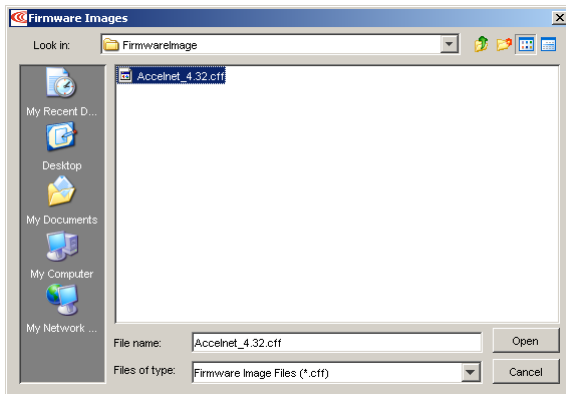 Firmware Images
Look in: FirmwareImage
Accelnet_4.32.cff
My Recent D...
Desktop
My Documents
My Computer
My Network ...
File name: Accelnet_4.32.cff Open
Files of type: Firmware Image Files (*.cff) Cancel